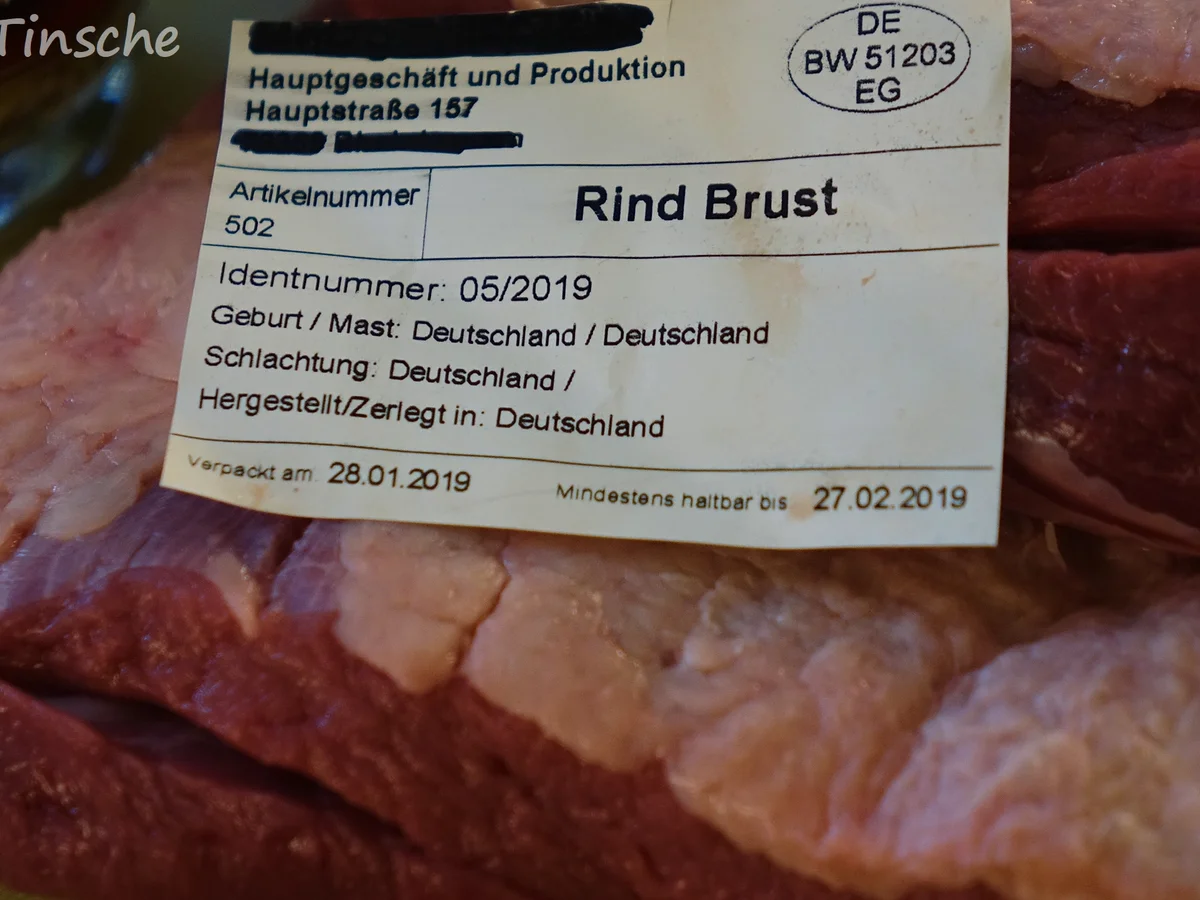 Tinsche
Hauptgeschäft und Produktion
Hauptstraße 157
DE
BW 51203
EG
Artikelnummer
502
Rind Brust
Identnummer: 05/2019
Geburt / Mast: Deutschland / Deutschland
Schlachtung: Deutschland /
Hergestellt/Zerlegt in: Deutschland
Verpackt am 28.01.2019
Mindestens haltbar bis 27.02.2019